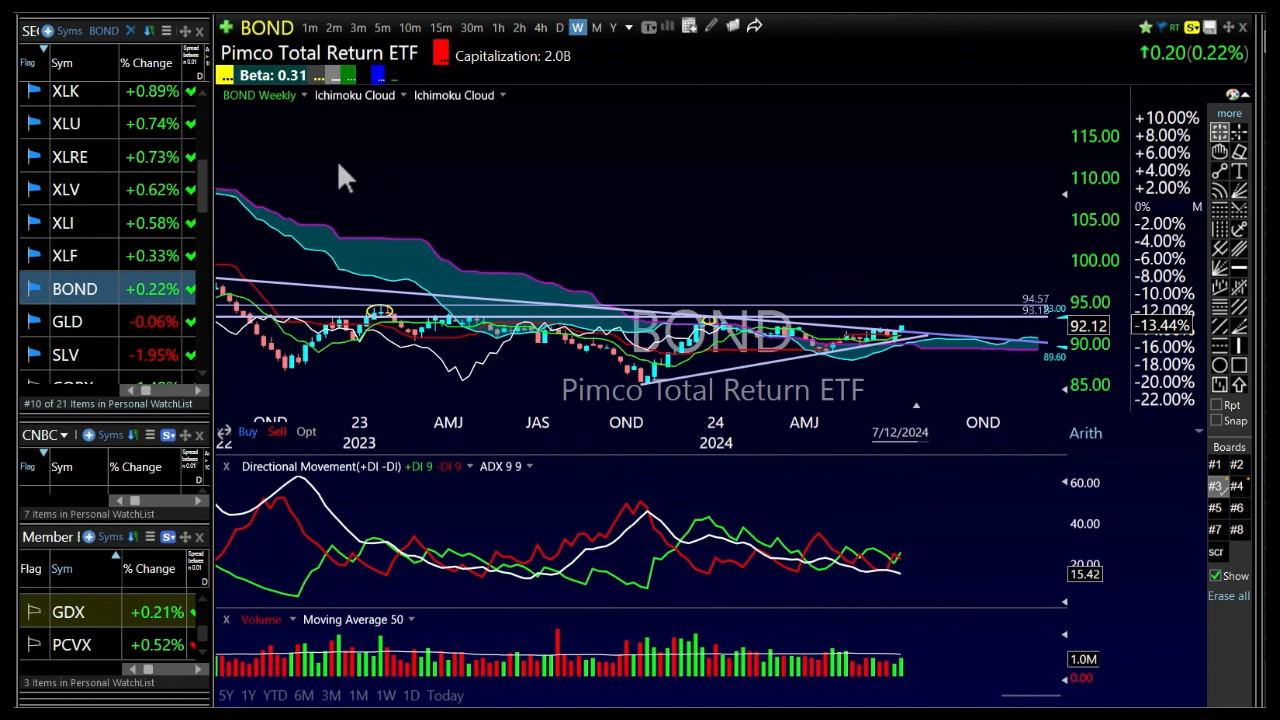 SE Syms BOND
Flag Sym % Change
XLK +0.89%
XLU +0.74%
XLRE +0.73%
XLV +0.62%
XLI +0.58%
XLF +0.33%
BOND +0.22%
GLD -0.06%
SLV -1.95%
#10 of 21 Items in Personal WatchList
CNBC Syms
Flag Sym % Change
7 Items in Personal WatchList
Member Syms
Flag Sym % Change
GDX +0.21%
PCVX +0.52%
3 Items in Personal WatchList
BOND 1m 2m 3m 5m 10m 15m 30m 1h 2h 4h D W M Y
RT
Pimco Total Return ETF Capitalization: 2.0B
0.20(0.22%)
Beta: 0.31
BOND Weekly Ichimoku Cloud Ichimoku Cloud
115.00
110.00
105.00
100.00
95.00
92.12
90.00
85.00
94.57
93.00
89.60
+10.00%
+8.00%
+6.00%
+4.00%
+2.00%
0% M
-2.00%
-4.00%
-6.00%
-8.00%
-10.00%
-12.00%
-13.44%
-16.00%
-18.00%
-20.00%
-22.00%
BOND
Pimco Total Return ETF
OND 23 AMJ JAS OND 24 AMJ 7/12/2024 OND
22 2023 2024
Buy Sell Opt
Arith
X Directional Movement(+DI -DI) +DI 9 -DI 9 ADX 9 9
60.00
40.00
20.00
15.42
X Volume Moving Average 50
1.0M
0.00
5Y 1Y YTD 6M 3M 1M 1W 1D Today
more
Rpt
Snap
Boards
#1 #2
#3 #4
#5 #6
#7 #8
scr
Show
Erase all